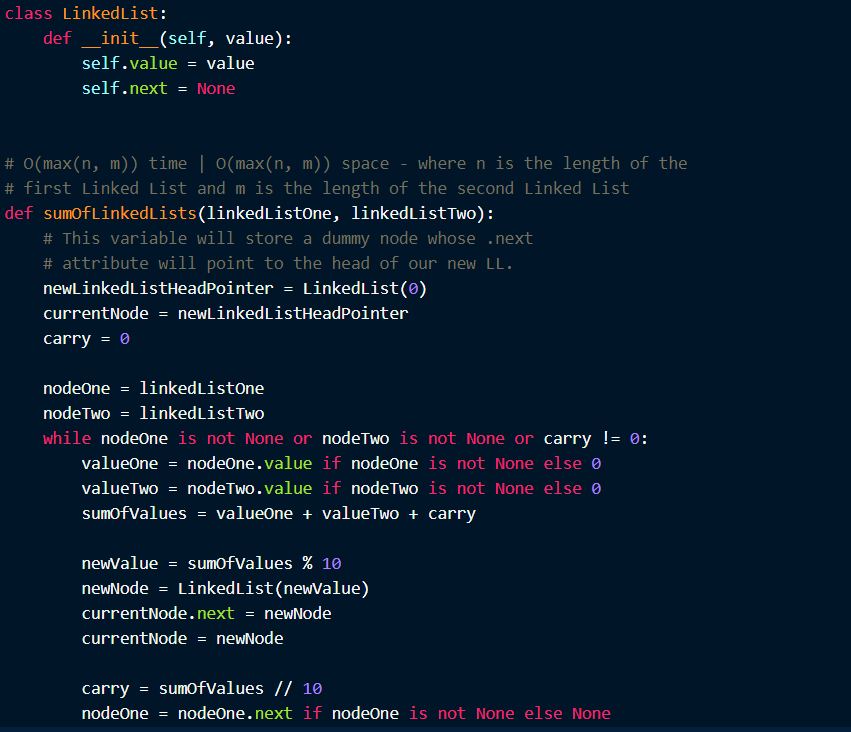 class LinkedList:
    def __init__(self, value):
        self.value = value
        self.next = None
# O(max(n, m)) time | O(max(n, m)) space - where n is the length of the
# first Linked List and m is the length of the second Linked List
def sumOfLinkedLists(linkedListOne, linkedListTwo):
    # This variable will store a dummy node whose .next
    # attribute will point to the head of our new LL.
    newLinkedListHeadPointer = LinkedList(0)
    currentNode = newLinkedListHeadPointer
    carry = 0
    nodeOne = linkedListOne
    nodeTwo = linkedListTwo
    while nodeOne is not None or nodeTwo is not None or carry != 0:
        valueOne = nodeOne.value if nodeOne is not None else 0
        valueTwo = nodeTwo.value if nodeTwo is not None else 0
        sumOfValues = valueOne + valueTwo + carry
        newValue = sumOfValues % 10
        newNode = LinkedList(newValue)
        currentNode.next = newNode
        currentNode = newNode
        carry = sumOfValues // 10
        nodeOne = nodeOne.next if nodeOne is not None else None